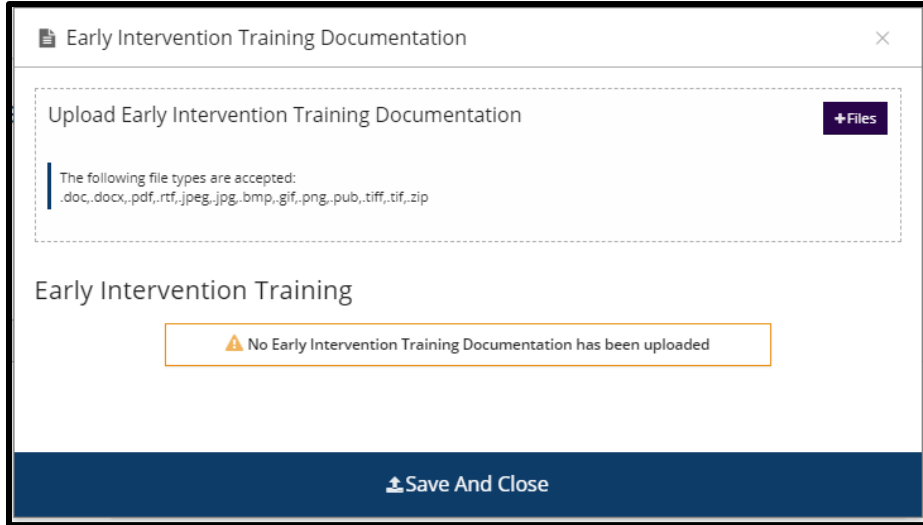 Early Intervention Training Documentation
Upload Early Intervention Training Documentation
+Files
The following file types are accepted:
.doc,.docx,.pdf,.rtf,.jpeg,.jpg,.bmp,.gif,.png,.pub,.tiff,.tif,.zip
Early Intervention Training
No Early Intervention Training Documentation has been uploaded
Save And Close